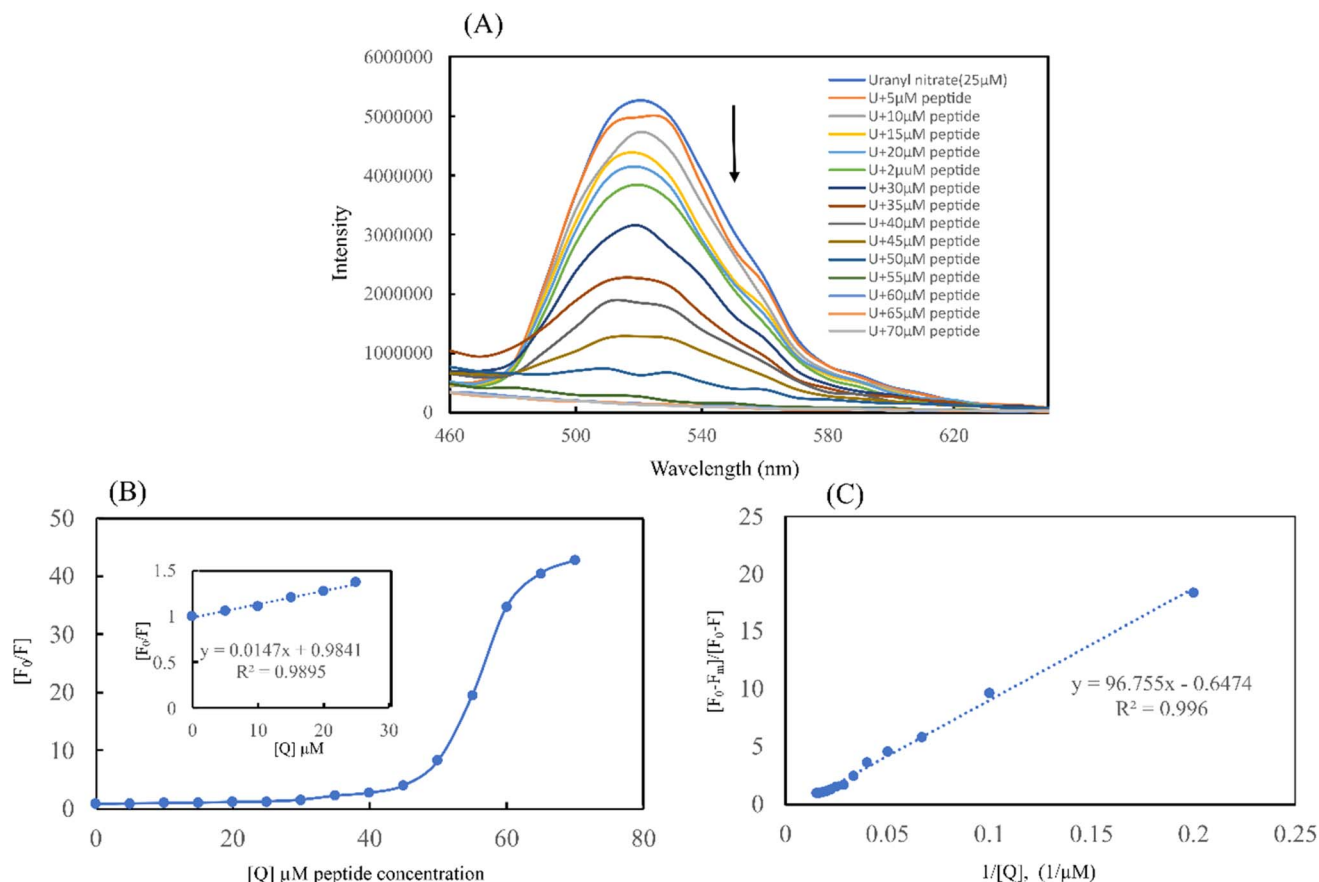 (A)
6000000
5000000
4000000
3000000
2000000
1000000
0
Intensity
460
500
540
580
620
Wavelength (nm)
Uranyl nitrate(25µM)
U+5µM peptide
U+10µM peptide
U+15µM peptide
U+20µM peptide
U+2µuM peptide
U+30µM peptide
U+35µM peptide
U+40µM peptide
U+45µM peptide
U+50µM peptide
U+55µM peptide
U+60µM peptide
U+65µM peptide
U+70µM peptide
(B)
50
40
30
20
10
0
[F₀/F]
0
20
40
60
80
[Q] µM peptide concentration
1.5
1
0.5
0
[F₀/F]
y = 0.0147x + 0.9841
R² = 0.9895
0
10
20
30
[Q] µM
(C)
25
20
15
10
5
0
[F₀-Fₘ]/[F₀-F]
y = 96.755x - 0.6474
R² = 0.996
0
0.05
0.1
0.15
0.2
0.25
1/[Q], (1/µM)